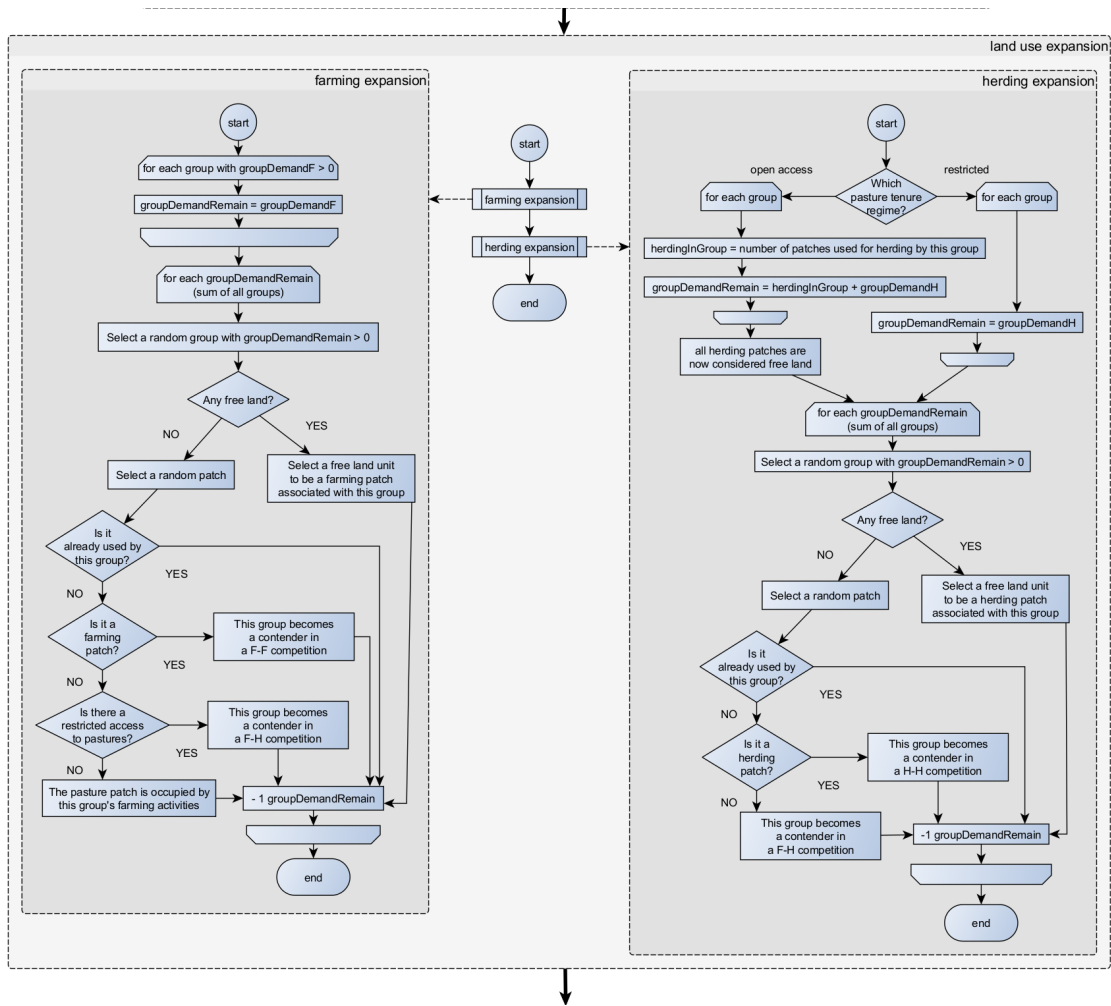 land use expansion
farming expansion
start
for each group with groupDemandF > 0
groupDemandRemain = groupDemandF
for each groupDemandRemain
(sum of all groups)
Select a random group with groupDemandRemain > 0
Any free land?
NO
YES
Select a random patch
Select a free land unit
to be a farming patch
associated with this group
Is it
already used by
this group?
YES
NO
Is it a
farming
patch?
YES
This group becomes
a contender in
a F-F competition
NO
Is there a
restricted access
to pastures?
YES
This group becomes
a contender in
a F-H competition
NO
The pasture patch is occupied by
this group's farming activities
- 1 groupDemandRemain
end
start
farming expansion
herding expansion
end
herding expansion
start
Which
pasture tenure
regime?
open access
restricted
for each group
for each group
herdingInGroup = number of patches used for herding by this group
groupDemandRemain = herdingInGroup + groupDemandH
groupDemandRemain = groupDemandH
all herding patches are
now considered free land
for each groupDemandRemain
(sum of all groups)
Select a random group with groupDemandRemain > 0
Any free land?
NO
YES
Select a random patch
Select a free land unit
to be a herding patch
associated with this group
Is it
already used by
this group?
YES
NO
Is it a
herding
patch?
YES
This group becomes
a contender in
a H-H competition
NO
This group becomes
a contender in
a F-H competition
-1 groupDemandRemain
end